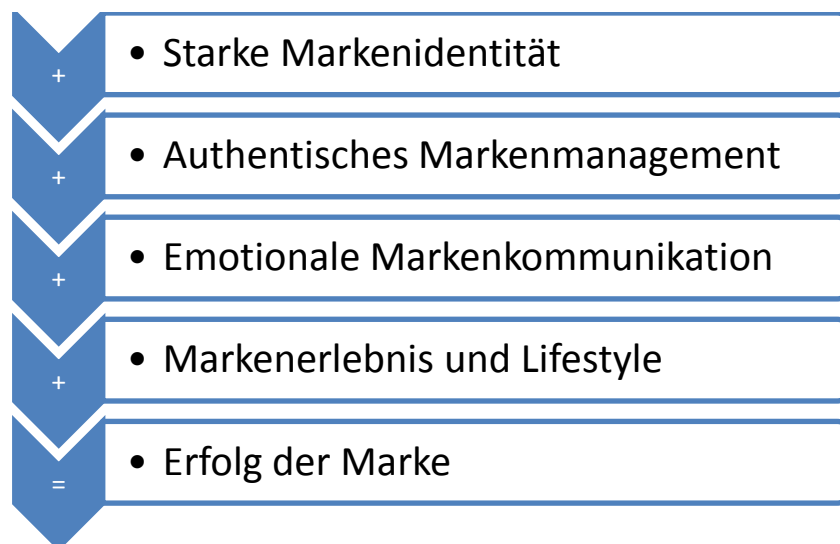 + • Starke Markenidentität
+ • Authentisches Markenmanagement
+ • Emotionale Markenkommunikation
+ • Markenerlebnis und Lifestyle
= • Erfolg der Marke